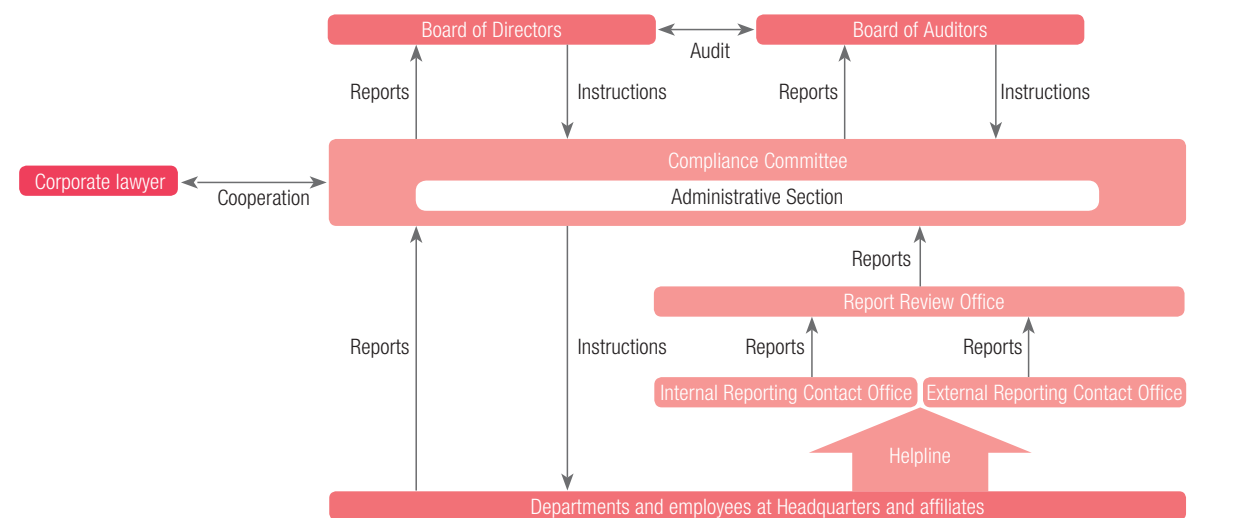 Board of Directors
Board of Auditors
Audit
Reports
Instructions
Reports
Instructions
Compliance Committee
Corporate lawyer
Cooperation
Administrative Section
Reports
Report Review Office
Reports
Instructions
Reports
Reports
Internal Reporting Contact Office
External Reporting Contact Office
Helpline
Departments and employees at Headquarters and affiliates